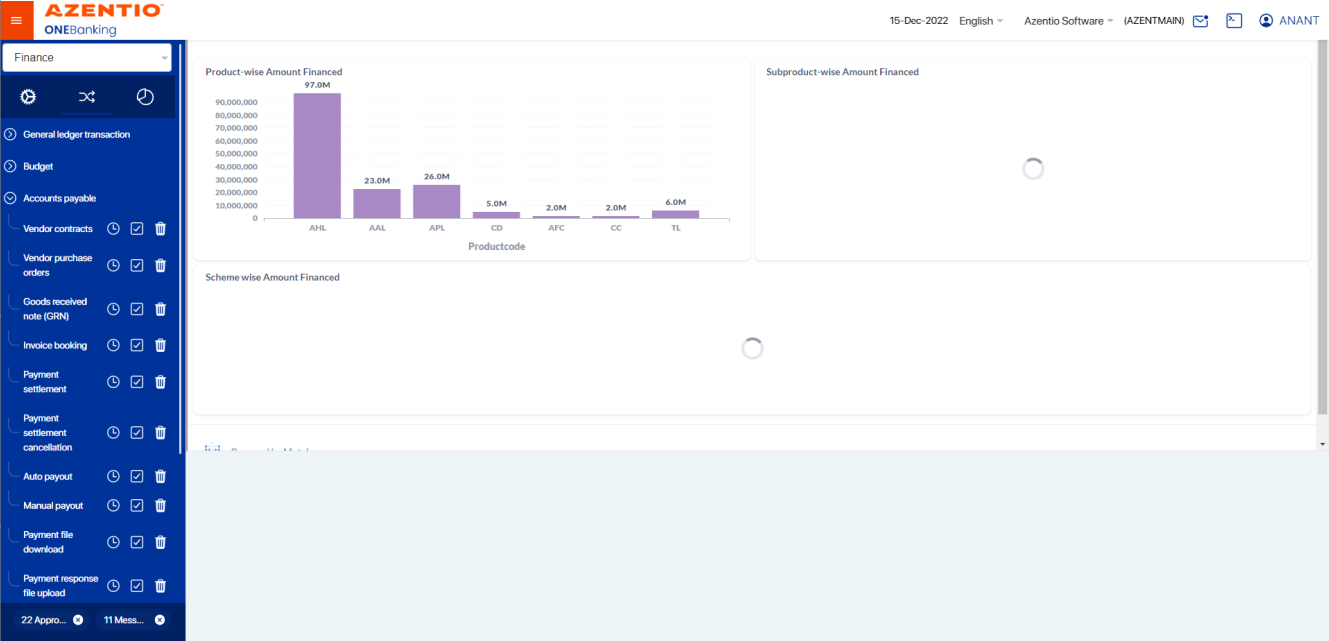 AZENTIO
ONEBanking
15-Dec-2022 English Azentio Software (AZENTMAIN) ANANT
Finance
General ledger transaction
Budget
Accounts payable
Vendor contracts
Vendor purchase
orders
Goods received
note (GRN)
Invoice booking
Payment
settlement
Payment
settlement
cancellation
Auto payout
Manual payout
Payment file
download
Payment response
file upload
22 Appro...
11 Mess...
Product-wise Amount Financed
97.0M
90,000,000
80,000,000
70,000,000
60,000,000
50,000,000
40,000,000
30,000,000
20,000,000
10,000,000
0
23.0M
26.0M
5.0M
2.0M
2.0M
6.0M
AHL AAL APL CD AFC CC TL
Productcode
Subproduct-wise Amount Financed
Scheme wise Amount Financed